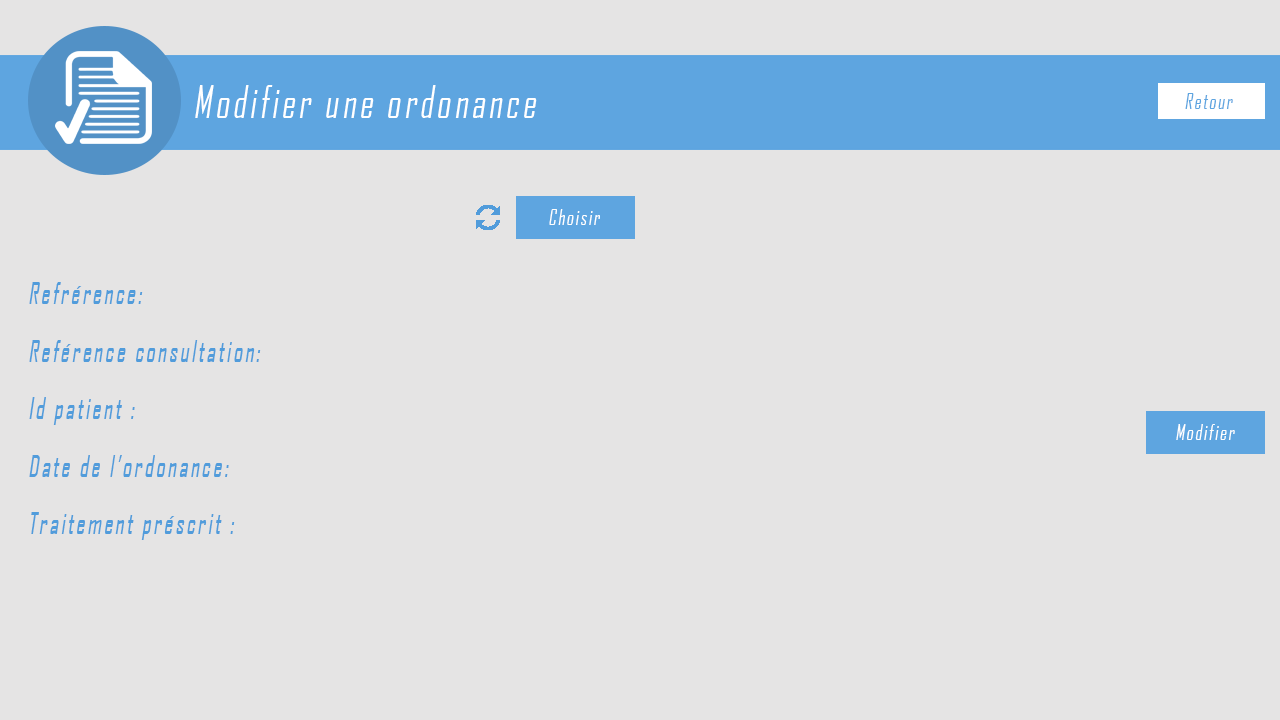 Modifier une ordonance
Retour
Choisir
Refrérence:
Reférence consultation:
Id patient :
Modifier
Date de l'ordonance:
Traitement préscrit :